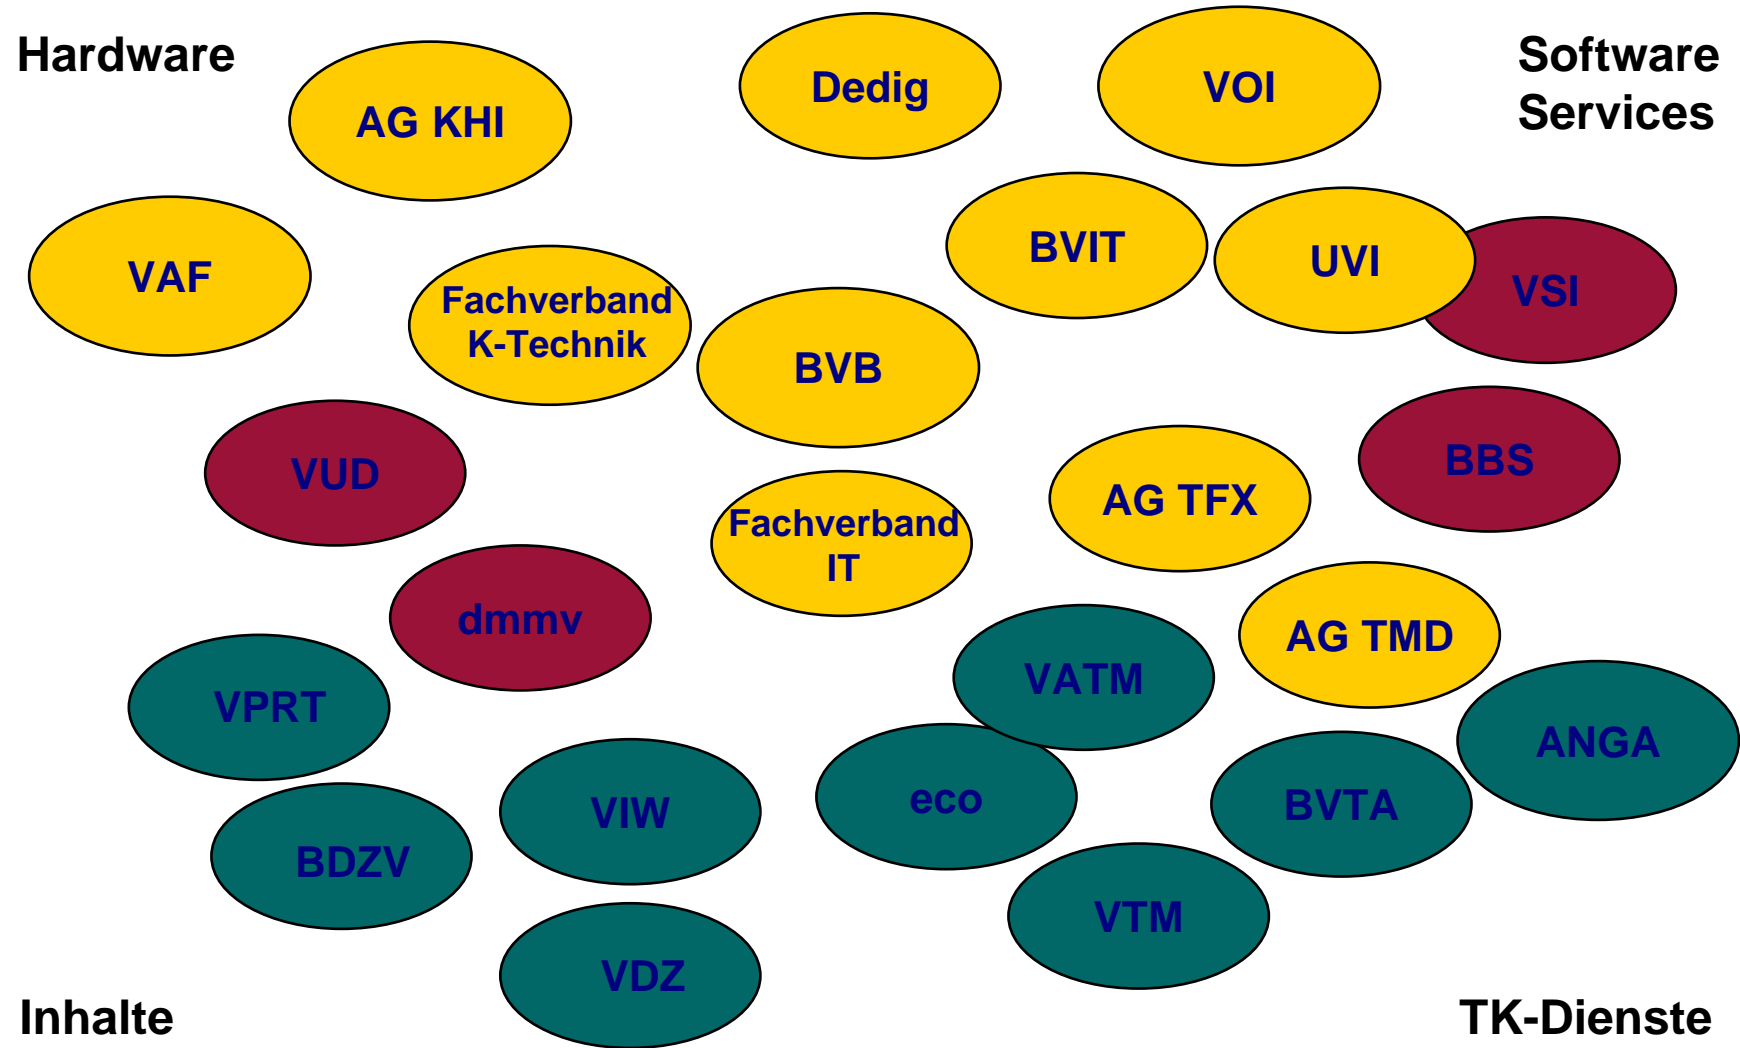 Hardware
Software
Services
Dedig
VOI
AG KHI
BVIT
UVI
VAF
VSI
Fachverband
K-Technik
BVB
VUD
BBS
AG TFX
Fachverband
IT
dmmv
AG TMD
VATM
VPRT
ANGA
eco
BVTA
VIW
BDZV
VTM
VDZ
Inhalte
TK-Dienste